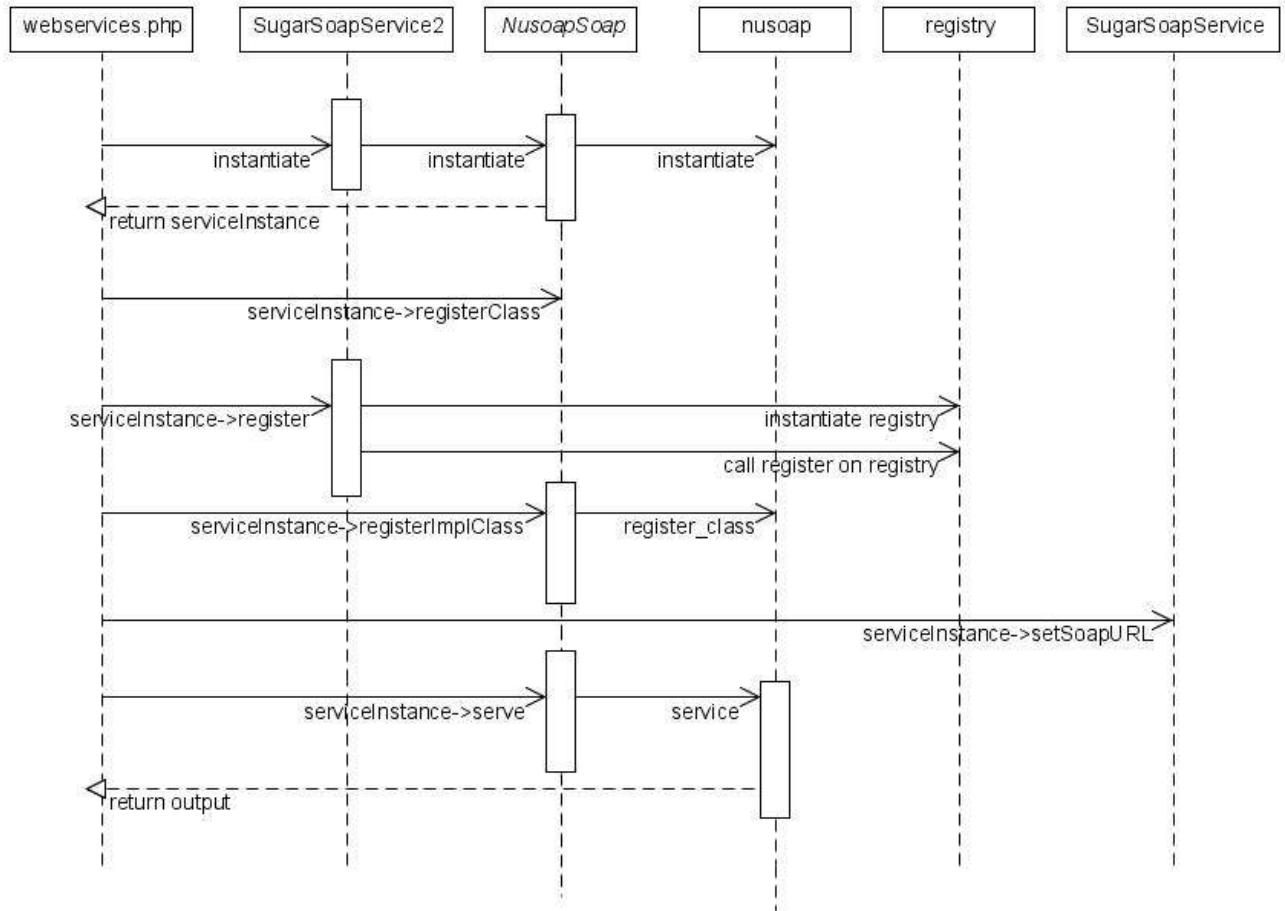 webservices.php
SugarSoapService2
NusoapSoap
nusoap
registry
SugarSoapService
instantiate
instantiate
instantiate
return serviceInstance
serviceInstance->registerClass
serviceInstance->register
instantiate registry
call register on registry
serviceInstance->registerImplClass
register_class
serviceInstance->setSoapURL
serviceInstance->serve
service
return output